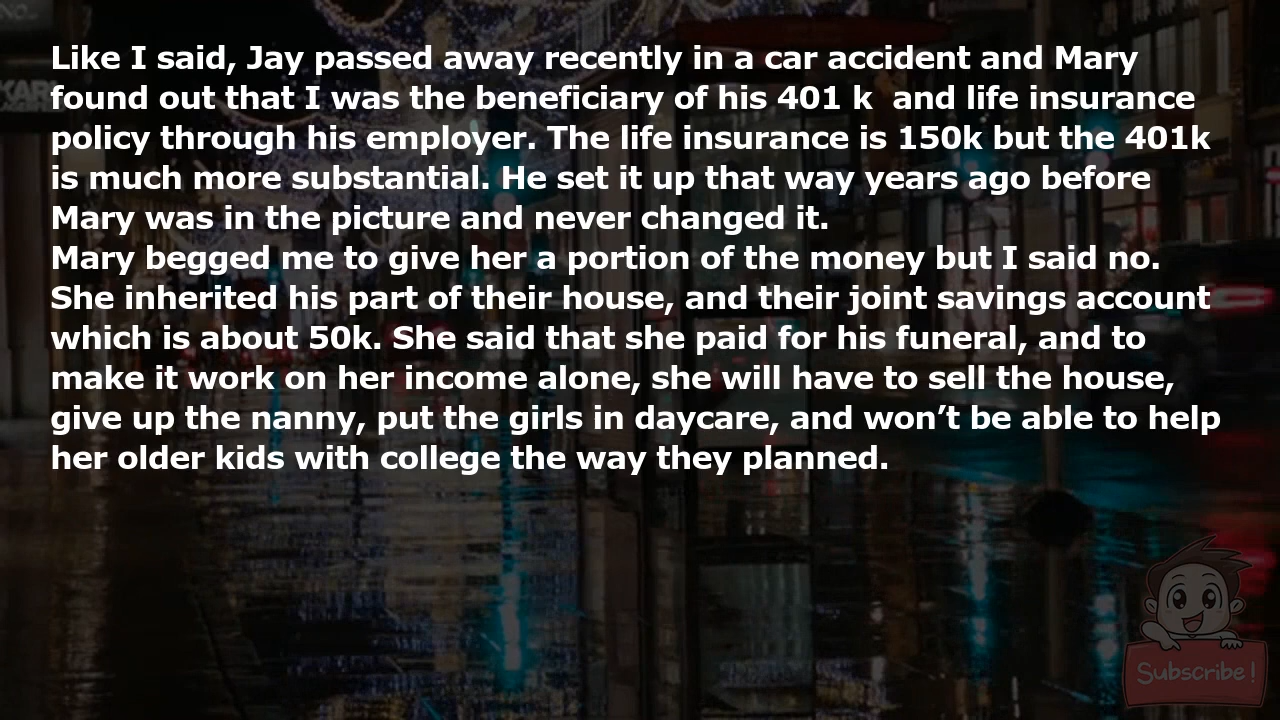 Like I said, Jay passed away recently in a car accident and Mary
found out that I was the beneficiary of his 401 k  and life insurance
policy through his employer. The life insurance is 150k but the 401k
is much more substantial. He set it up that way years ago before
Mary was in the picture and never changed it.
Mary begged me to give her a portion of the money but I said no.
She inherited his part of their house, and their joint savings account
which is about 50k. She said that she paid for his funeral, and to
make it work on her income alone, she will have to sell the house,
give up the nanny, put the girls in daycare, and won’t be able to help
her older kids with college the way they planned.
Subscribe!